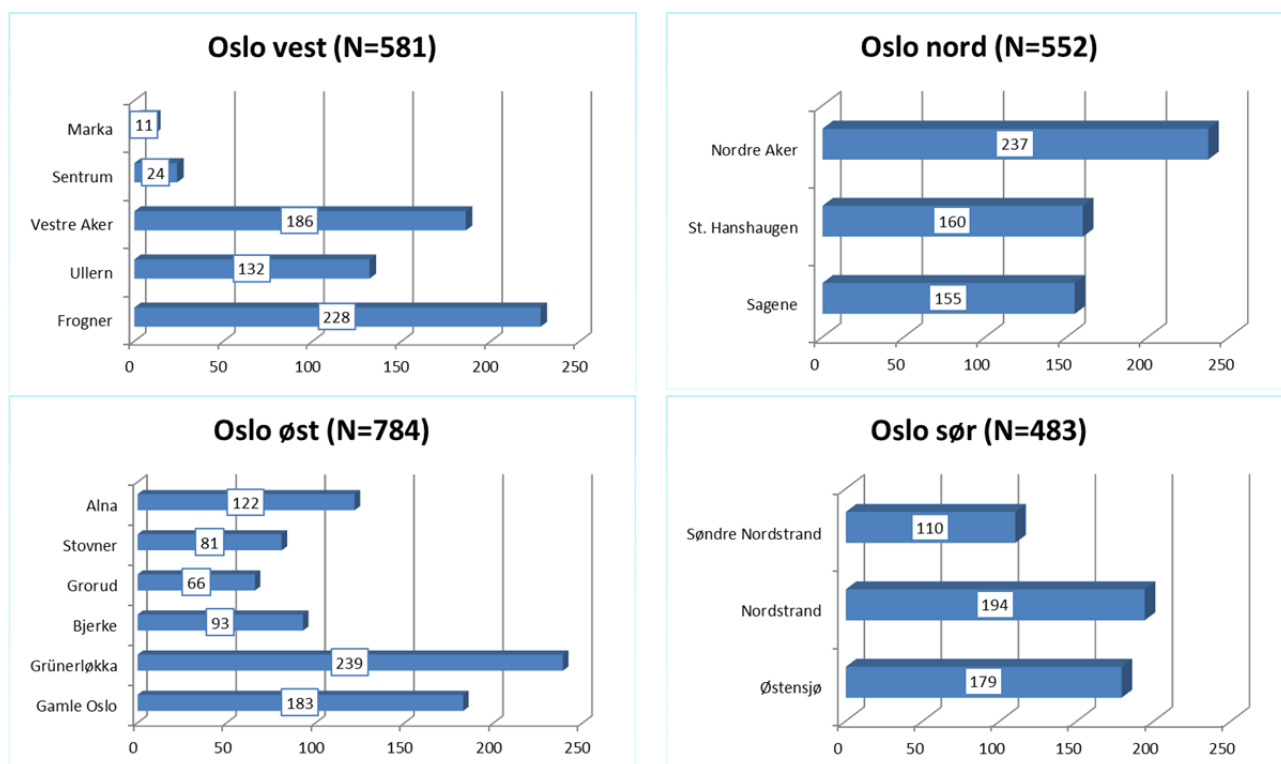 Oslo vest (N=581)
Marka 11
Sentrum 24
Vestre Aker 186
Ullern 132
Frogner 228
0 50 100 150 200 250
Oslo nord (N=552)
Nordre Aker 237
St. Hanshaugen 160
Sagene 155
0 50 100 150 200 250
Oslo øst (N=784)
Alna 122
Stovner 81
Grorud 66
Bjerke 93
Grünerløkka 239
Gamle Oslo 183
0 50 100 150 200 250
Oslo sør (N=483)
Søndre Nordstrand 110
Nordstrand 194
Østensjø 179
0 50 100 150 200 250